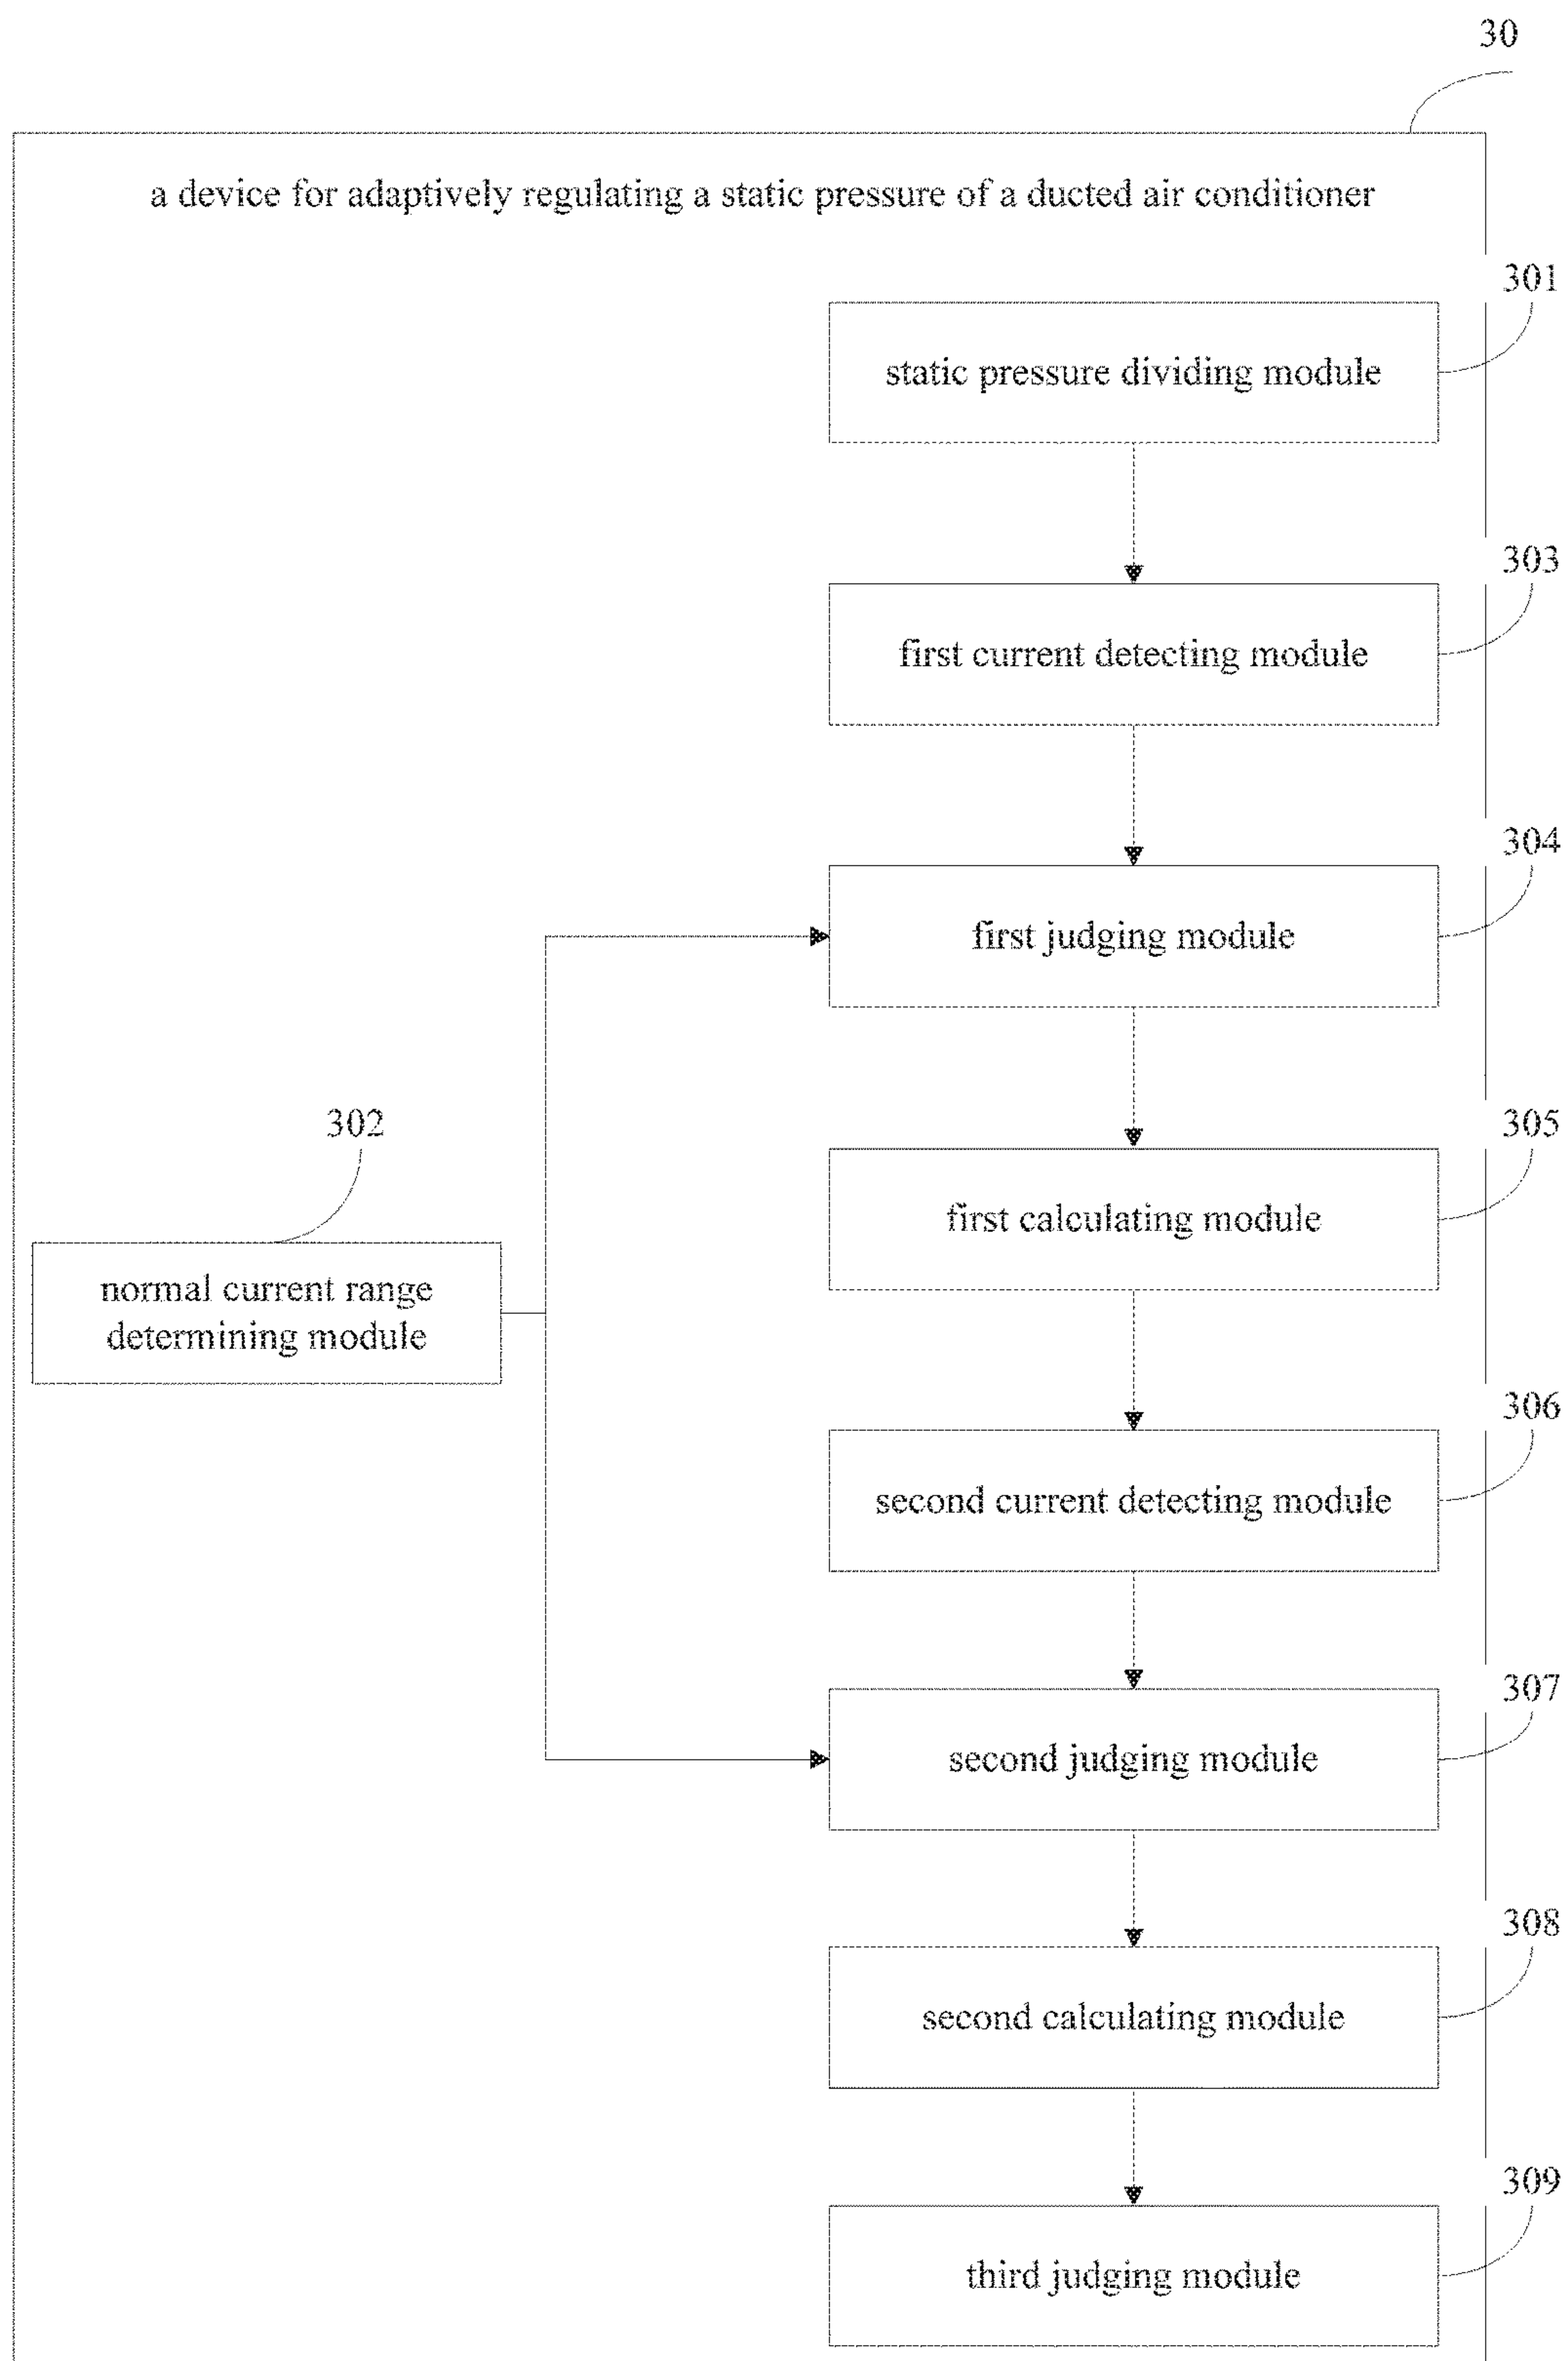 30
a device for adaptively regulating a static pressure of a ducted air conditioner
301
static pressure dividing module
303
first current detecting module
304
first judging module
302
normal current range
determining module
305
first calculating module
306
second current detecting module
307
second judging module
308
second calculating module
309
third judging module